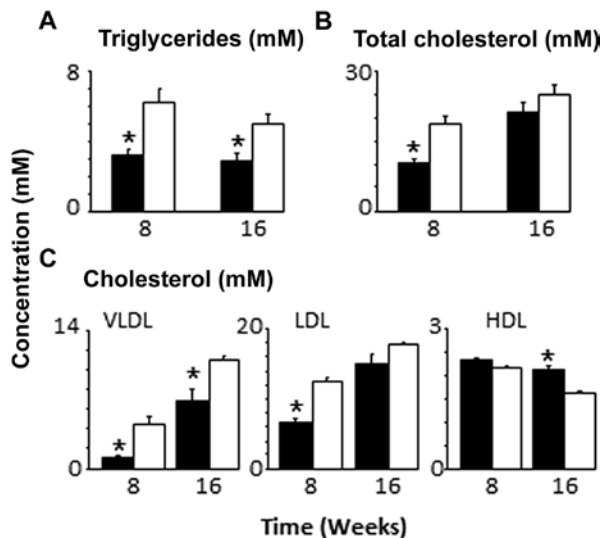 A Triglycerides (mM)
B Total cholesterol (mM)
8
*
*
0
8 16
30
*
0
8 16
Concentration (mM)
C Cholesterol (mM)
VLDL
14
*
*
0
8 16
LDL
20
*
0
8 16
HDL
3
*
0
8 16
Time (Weeks)